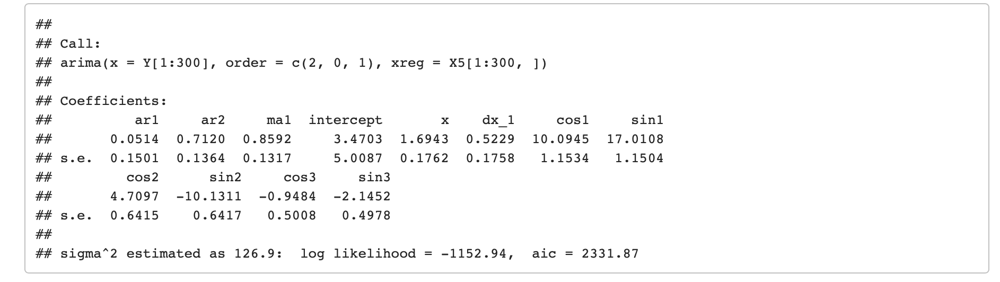 ##
## Call:
## arima(x = Y[1:300], order = c(2, 0, 1), xreg = X5[1:300, ])
##
## Coefficients:
##          ar1     ar2     ma1  intercept       x    dx_1     cos1     sin1
##       0.0514  0.7120  0.8592     3.4703  1.6943  0.5229  10.0945  17.0108
## s.e.  0.1501  0.1364  0.1317     5.0087  0.1762  0.1758   1.1534   1.1504
##         cos2      sin2     cos3     sin3
##       4.7097  -10.1311  -0.9484  -2.1452
## s.e.  0.6415    0.6417   0.5008   0.4978
##
## sigma^2 estimated as 126.9:  log likelihood = -1152.94,  aic = 2331.87